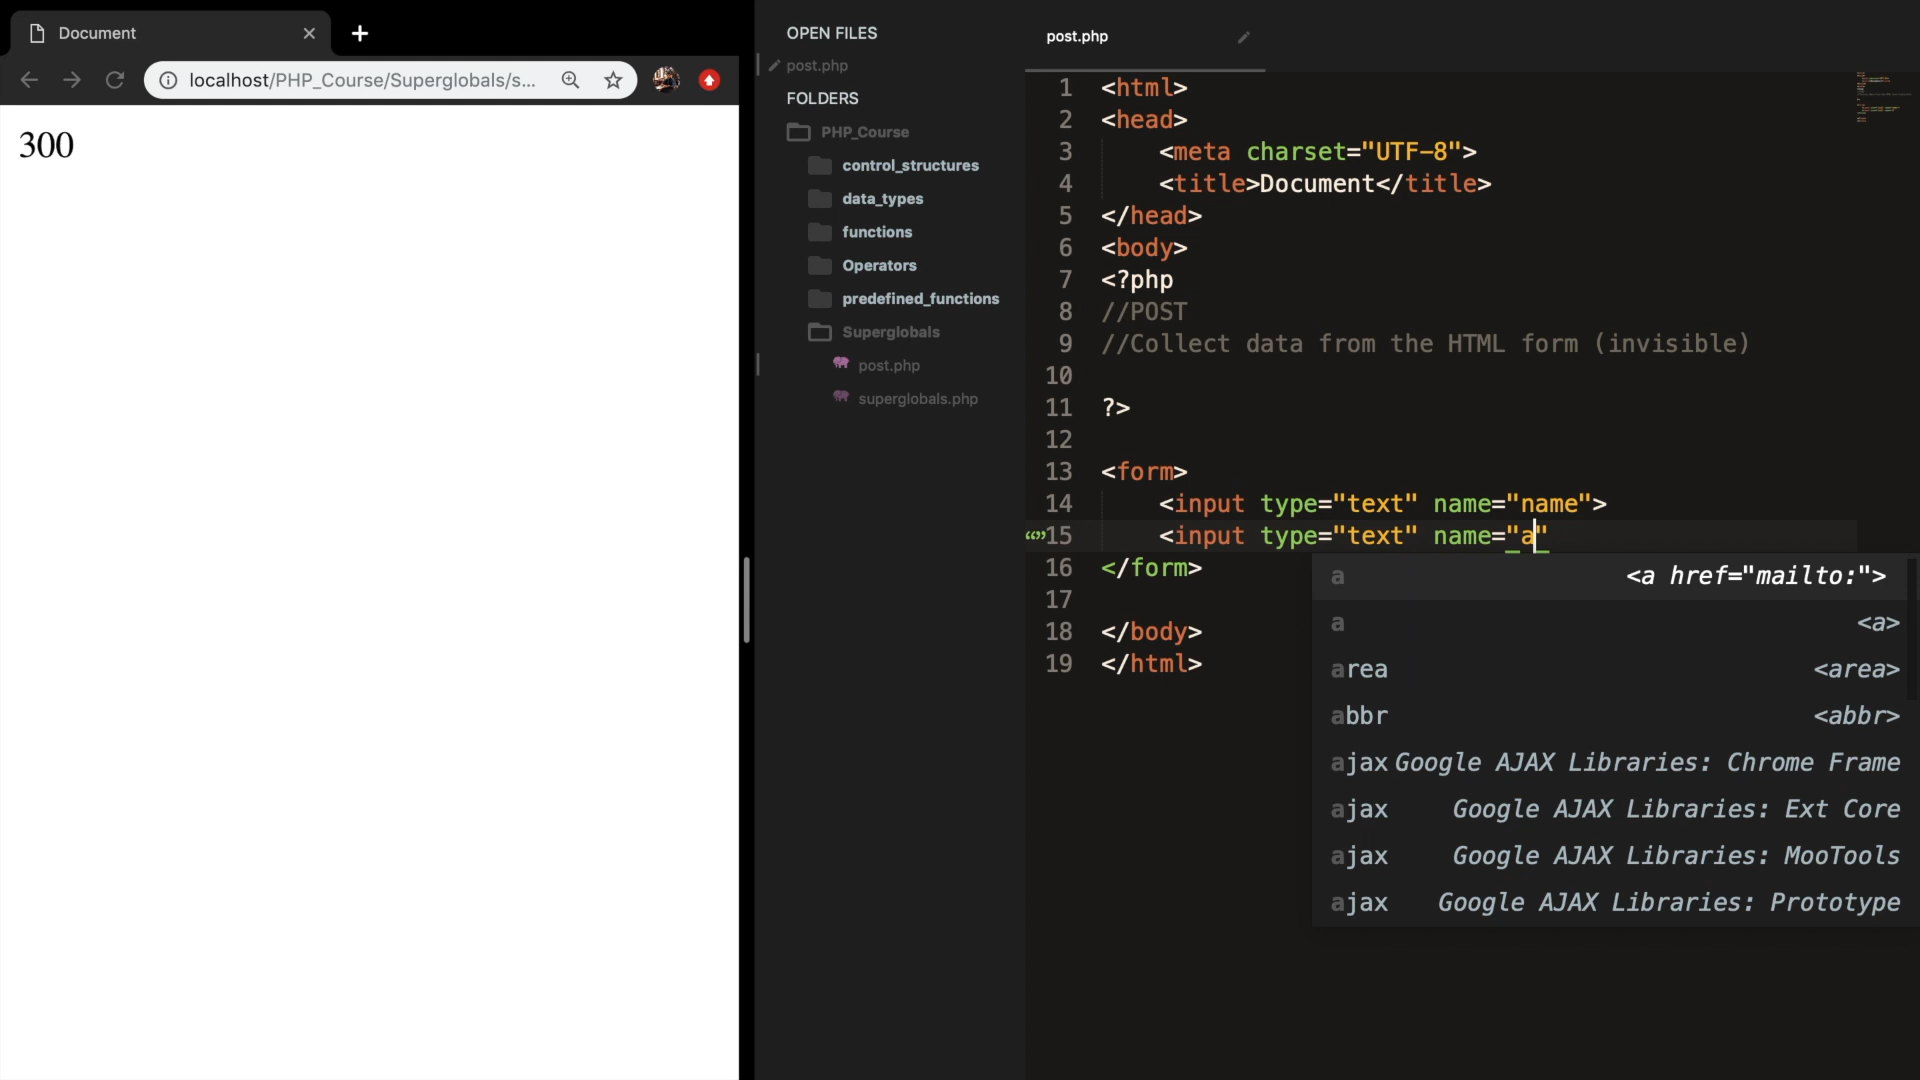 Document
localhost/PHP_Course/Superglobals/s...
300
OPEN FILES
post.php
FOLDERS
PHP_Course
control_structures
data_types
functions
Operators
predefined_functions
Superglobals
post.php
superglobals.php
post.php
1 <html>
2 <head>
3 <meta charset="UTF-8">
4 <title>Document</title>
5 </head>
6 <body>
7 <?php
8 //POST
9 //Collect data from the HTML form (invisible)
10
11 ?>
12
13 <form>
14 <input type="text" name="name">
15 <input type="text" name="a"
16 </form>
17
18 </body>
19 </html>
a <a href="mailto:">
a <a>
area <area>
abbr <abbr>
ajax Google AJAX Libraries: Chrome Frame
ajax Google AJAX Libraries: Ext Core
ajax Google AJAX Libraries: MooTools
ajax Google AJAX Libraries: Prototype